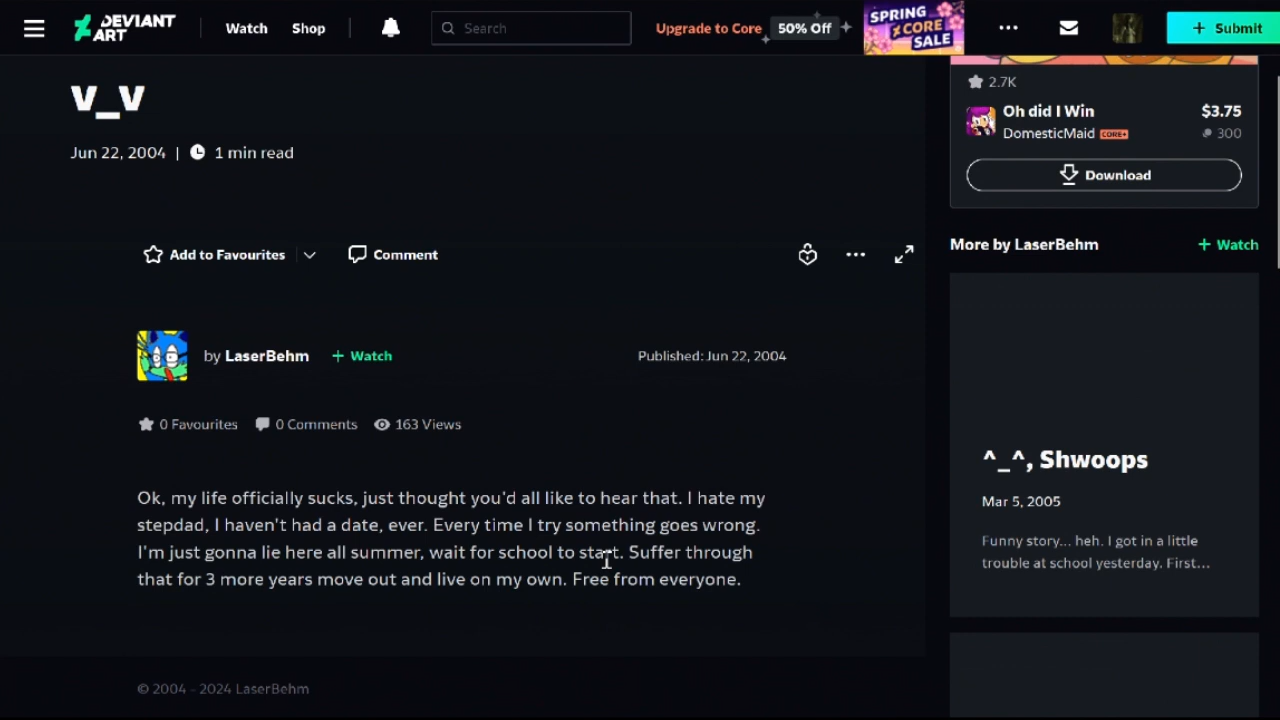 DEVIANT ART
Watch
Shop
Search
Upgrade to Core
50% Off
SPRING CORE SALE
+ Submit
v_v
Jun 22, 2004 | 1 min read
Add to Favourites
Comment
by LaserBehm
+ Watch
Published: Jun 22, 2004
0 Favourites
0 Comments
163 Views
Ok, my life officially sucks, just thought you'd all like to hear that. I hate my
stepdad, I haven't had a date, ever. Every time I try something goes wrong.
I'm just gonna lie here all summer, wait for school to start. Suffer through
that for 3 more years move out and live on my own. Free from everyone.
© 2004 - 2024 LaserBehm
2.7K
Oh did I Win
$3.75
DomesticMaid CORE+
300
Download
More by LaserBehm
+ Watch
^_^, Shwoops
Mar 5, 2005
Funny story... heh. I got in a little
trouble at school yesterday. First...